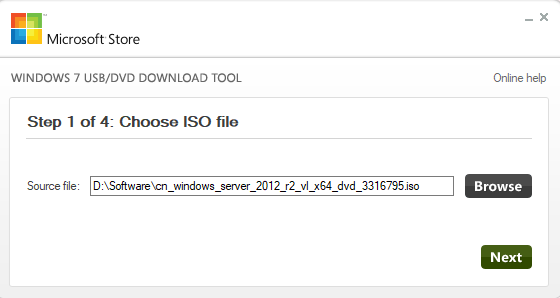 Microsoft Store
WINDOWS 7 USB/DVD DOWNLOAD TOOL
Online help
Step 1 of 4: Choose ISO file
Source file:
D:\Software\cn_windows_server_2012_r2_vl_x64_dvd_3316795.iso
Browse
Next